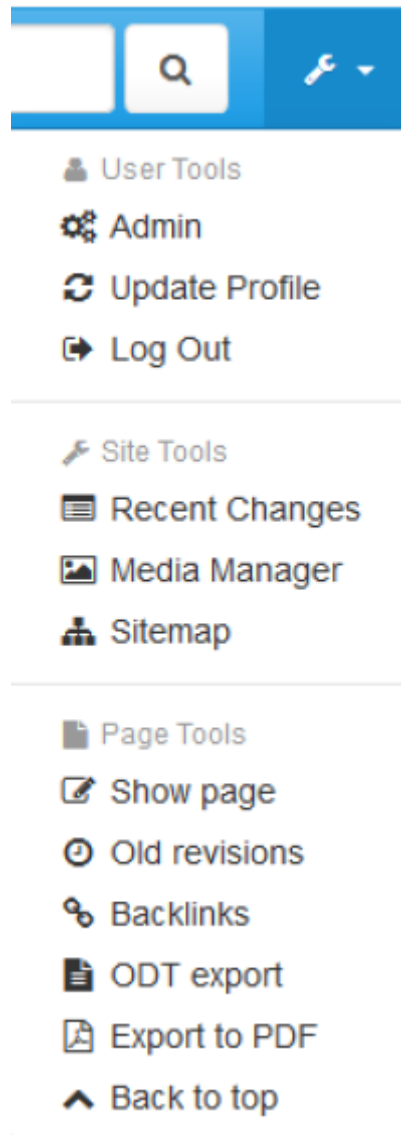 User Tools
Admin
Update Profile
Log Out
Site Tools
Recent Changes
Media Manager
Sitemap
Page Tools
Show page
Old revisions
Backlinks
ODT export
Export to PDF
Back to top